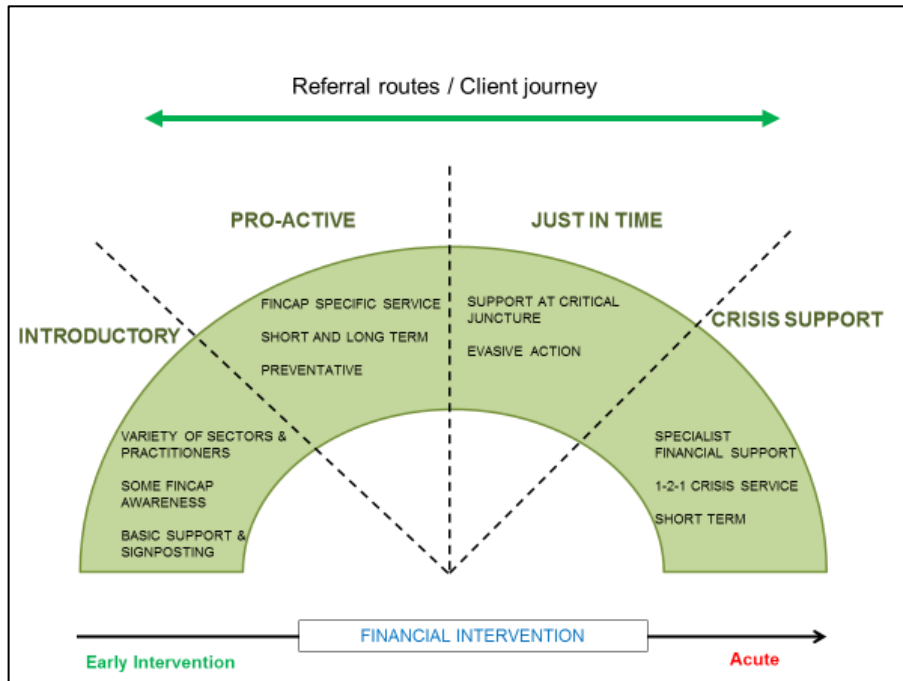 Referral routes / Client journey
PRO-ACTIVE
JUST IN TIME
INTRODUCTORY
CRISIS SUPPORT
FINCAP SPECIFIC SERVICE
SHORT AND LONG TERM
PREVENTATIVE
SUPPORT AT CRITICAL
JUNCTURE
EVASIVE ACTION
VARIETY OF SECTORS &
PRACTITIONERS
SOME FINCAP
AWARENESS
BASIC SUPPORT &
SIGNPOSTING
SPECIALIST
FINANCIAL SUPPORT
1-2-1 CRISIS SERVICE
SHORT TERM
FINANCIAL INTERVENTION
Early Intervention
Acute